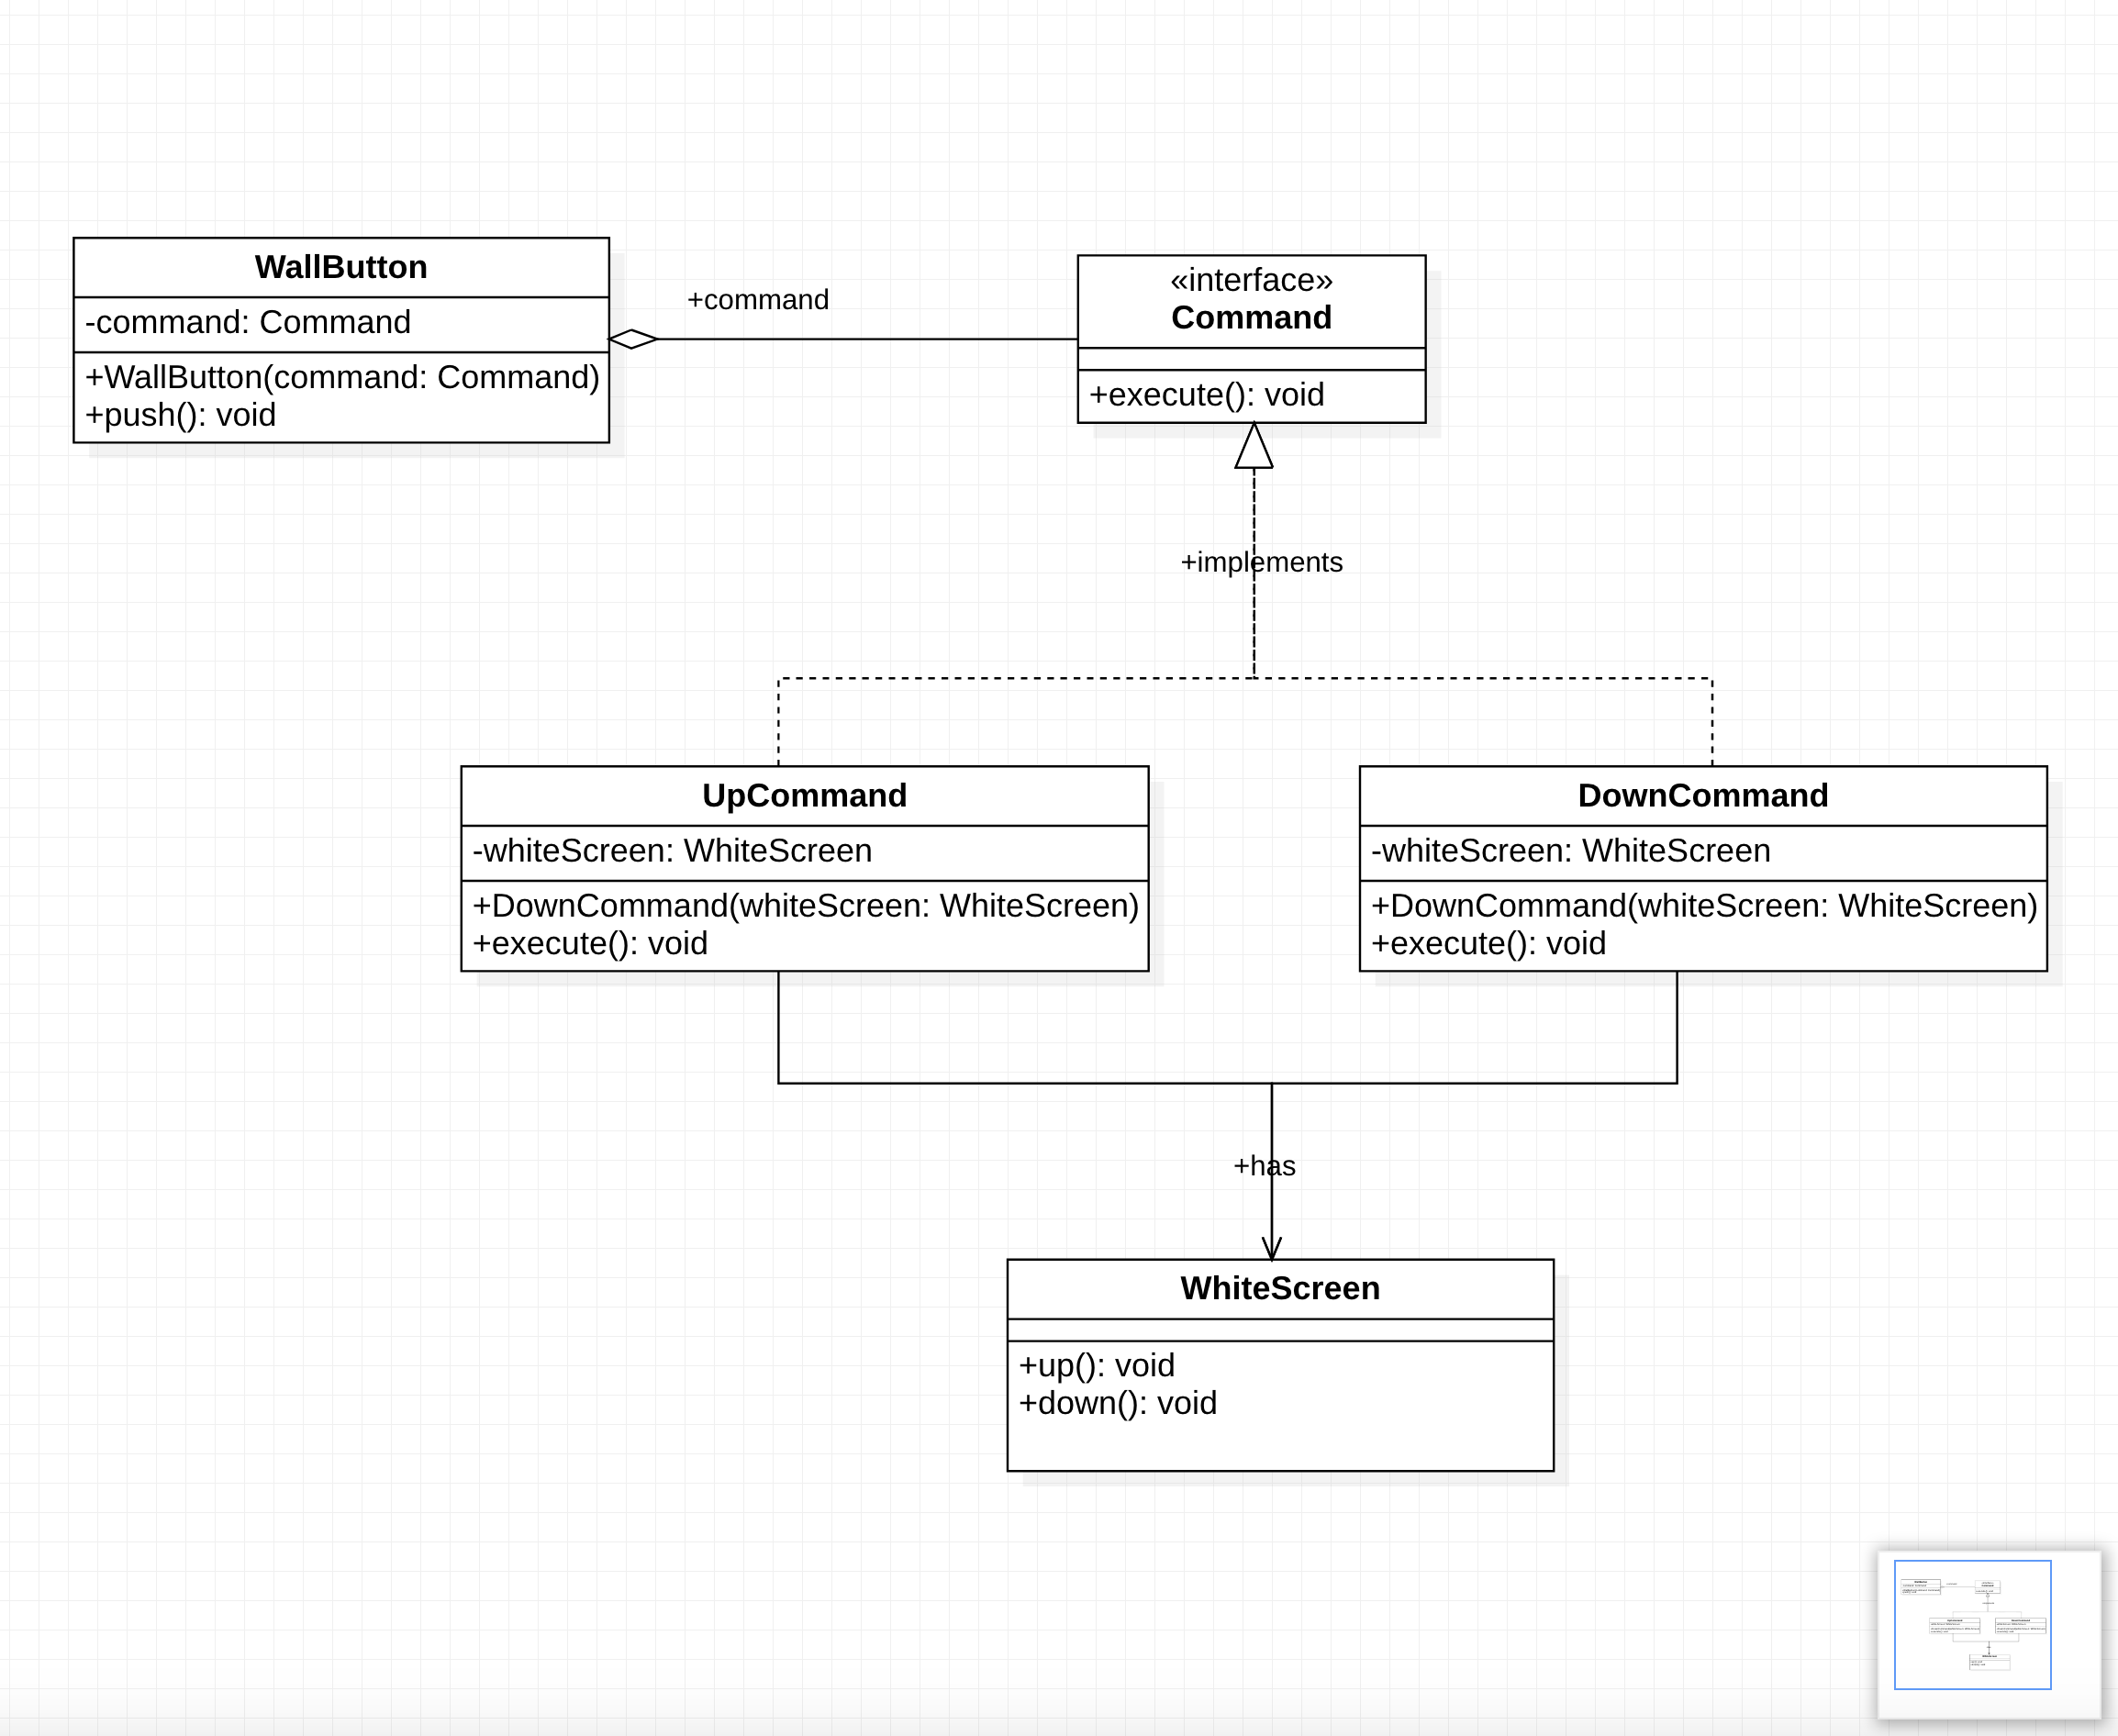 WallButton
-command: Command
+WallButton(command: Command)
+push(): void
+command
«interface»
Command
+execute(): void
+implements
UpCommand
-whiteScreen: WhiteScreen
+DownCommand(whiteScreen: WhiteScreen)
+execute(): void
DownCommand
-whiteScreen: WhiteScreen
+DownCommand(whiteScreen: WhiteScreen)
+execute(): void
+has
WhiteScreen
+up(): void
+down(): void